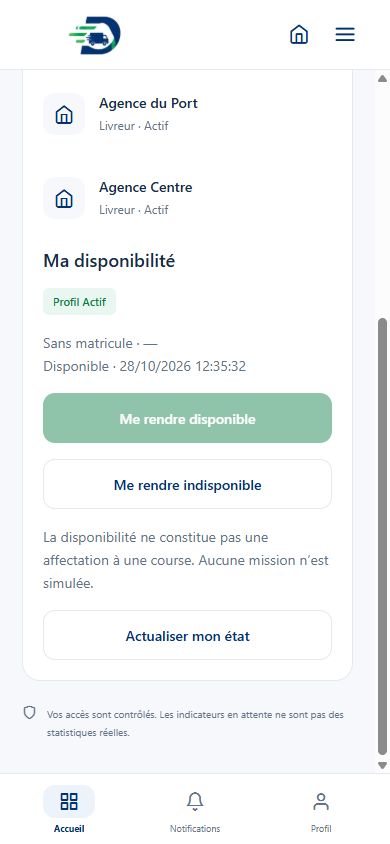 Agence du Port
Livreur · Actif
Agence Centre
Livreur · Actif
Ma disponibilité
Profil Actif
Sans matricule · —
Disponible · 28/10/2026 12:35:32
Me rendre disponible
Me rendre indisponible
La disponibilité ne constitue pas une
affectation à une course. Aucune mission n’est
simulée.
Actualiser mon état
Vos accès sont contrôlés. Les indicateurs en attente ne sont pas des
statistiques réelles.
Accueil
Notifications
Profil